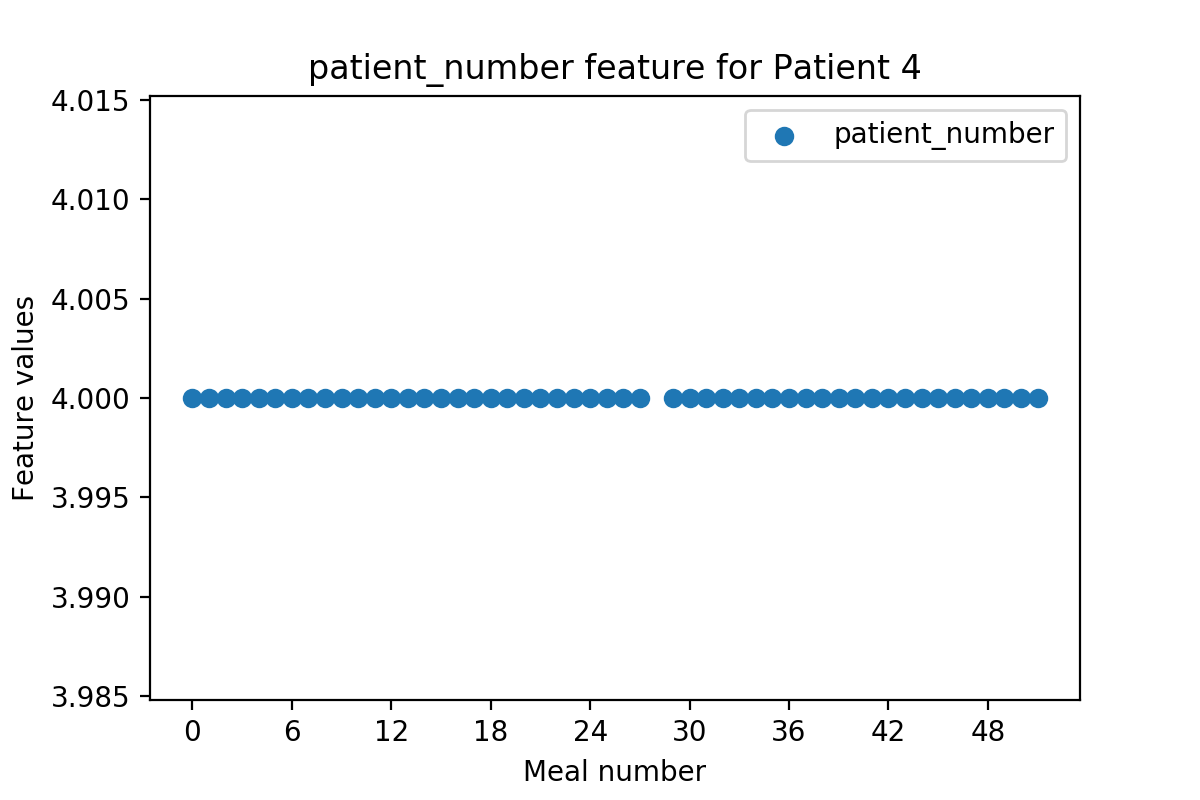 patient_number feature for Patient 4
patient_number
4.015
4.010
4.005
4.000
3.995
3.990
3.985
Feature values
0 6 12 18 24 30 36 42 48
Meal number